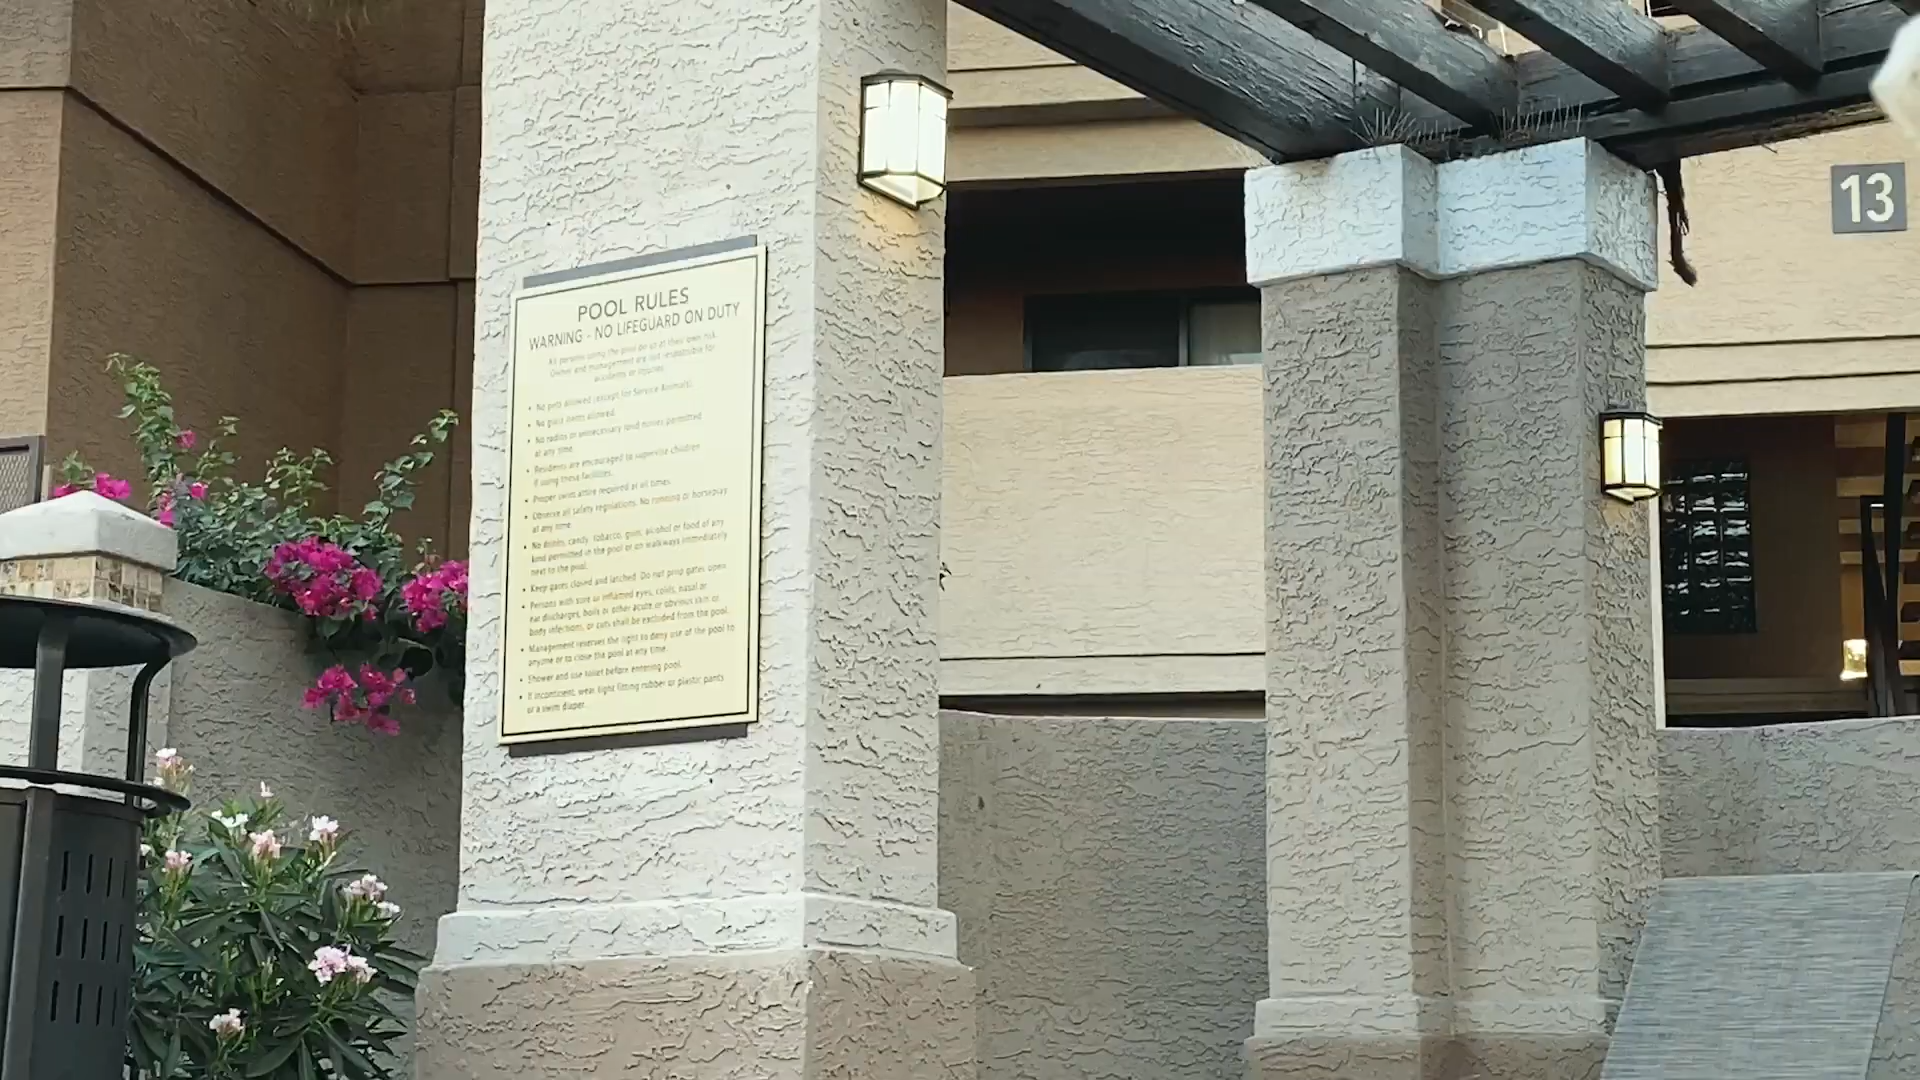 POOL RULES
WARNING - NO LIFEGUARD ON DUTY
All persons using the pool do so at their own risk.
Owner and management are not responsible for
accidents or injuries.
• No pets allowed (except for Service Animals).
• No glass items allowed.
• No radios or unnecessary loud noises permitted
at any time.
• Residents are encouraged to supervise children
if using these facilities.
• Proper swim attire required at all times.
• Observe all safety regulations. No running or horseplay
at any time.
• No drinks, candy, tobacco, gum, alcohol or food of any
kind permitted in the pool or on walkways immediately
next to the pool.
• Keep gates closed and latched. Do not prop gates open.
• Persons with sore or inflamed eyes, colds, nasal or
ear discharges, boils or other acute or obvious skin or
body infections, or cuts shall be excluded from the pool.
• Management reserves the right to deny use of the pool to
anyone or to close the pool at any time.
• Shower and use toilet before entering pool.
• If incontinent, wear tight fitting rubber or plastic pants
or a swim diaper.
13